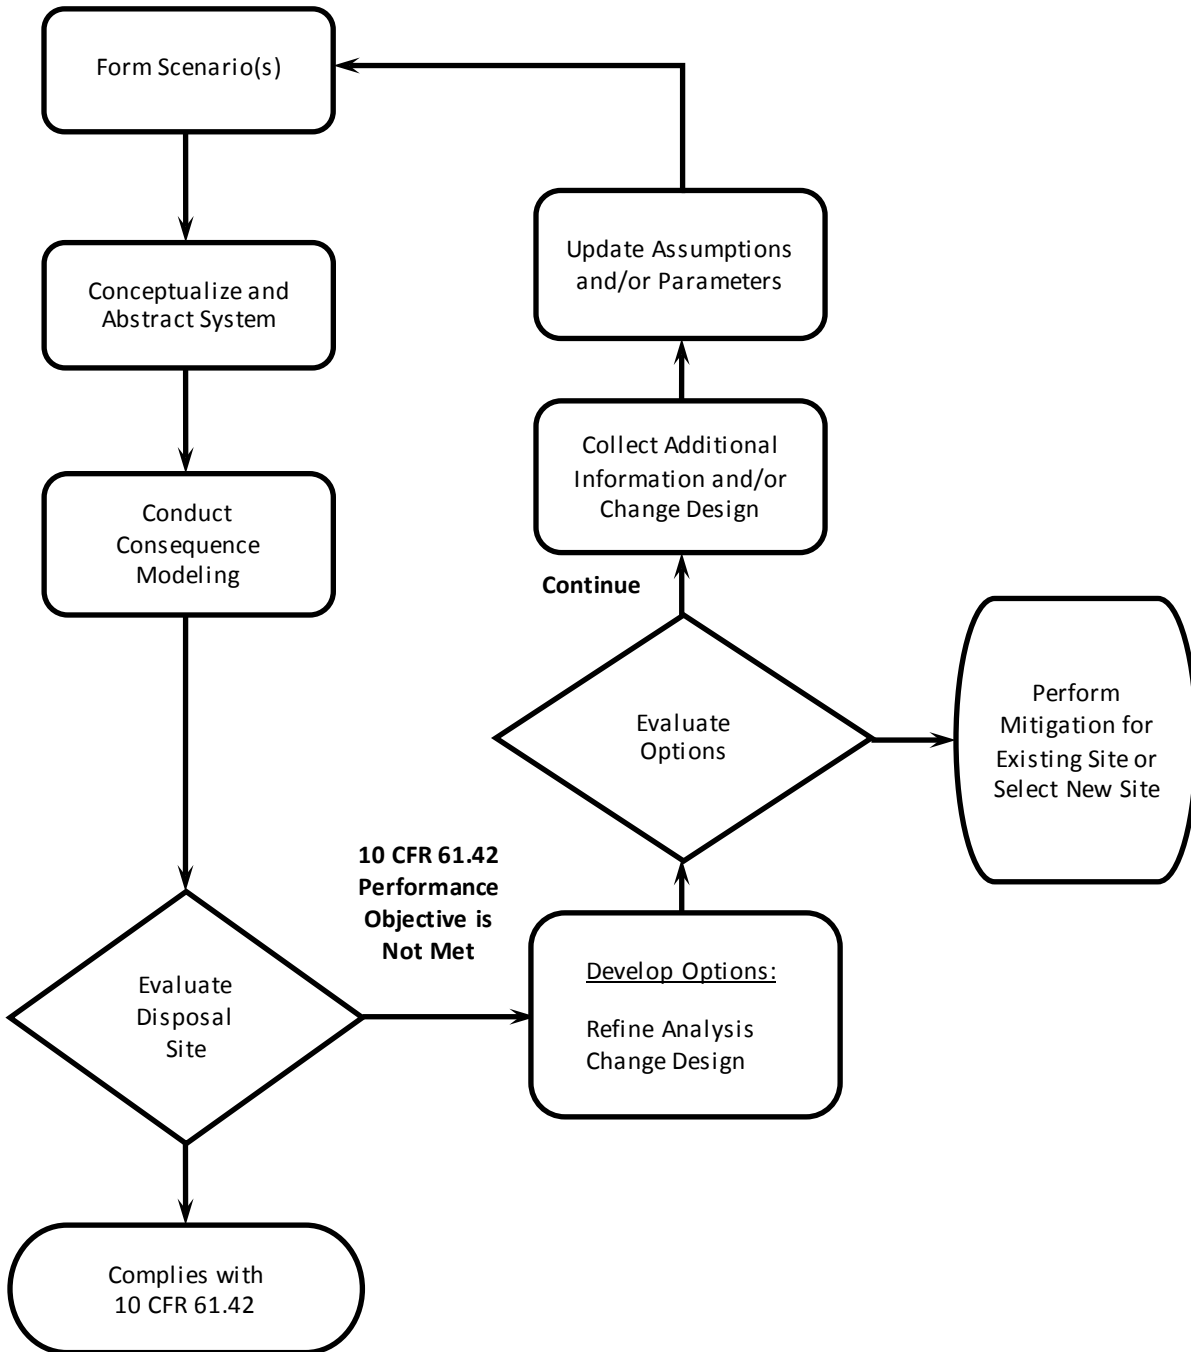 Form Scenario(s)
Conceptualize and
Abstract System
Conduct
Consequence
Modeling
Evaluate
Disposal
Site
Complies with
10 CFR 61.42
10 CFR 61.42
Performance
Objective is
Not Met
Develop Options:
Refine Analysis
Change Design
Evaluate
Options
Continue
Collect Additional
Information and/or
Change Design
Update Assumptions
and/or Parameters
Perform
Mitigation for
Existing Site or
Select New Site